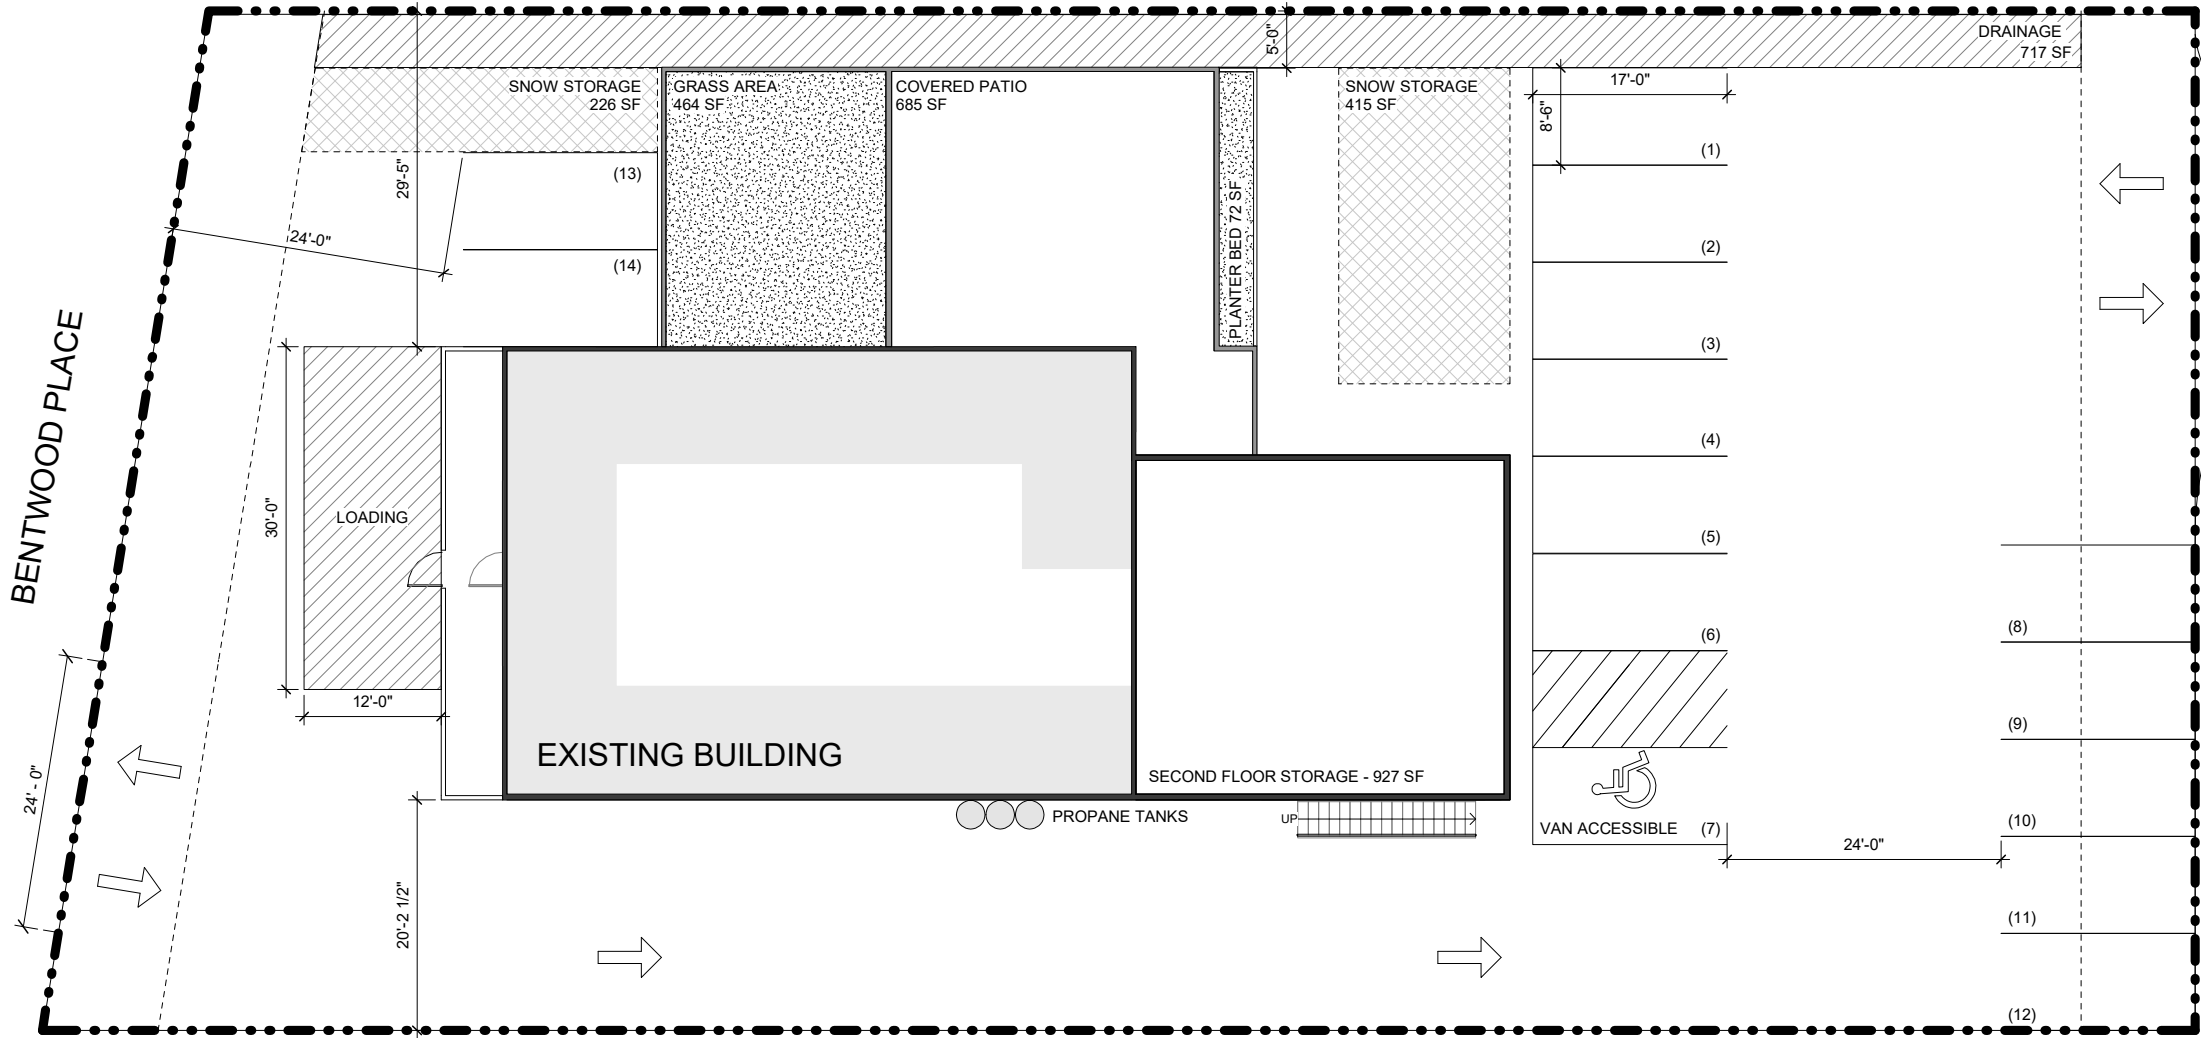 DRAINAGE
717 SF
5'-0"
SNOW STORAGE
226 SF
GRASS AREA
464 SF
COVERED PATIO
685 SF
SNOW STORAGE
415 SF
17'-0"
8'-6"
29'-5"
(13)
(14)
24'-0"
PLANTER BED 72 SF
(1)
(2)
(3)
(4)
(5)
(6)
BENTWOOD PLACE
30'-0"
LOADING
12'-0"
24' - 0"
EXISTING BUILDING
SECOND FLOOR STORAGE - 927 SF
PROPANE TANKS
UP
VAN ACCESSIBLE
(7)
24'-0"
(8)
(9)
(10)
(11)
(12)
20'-2 1/2"